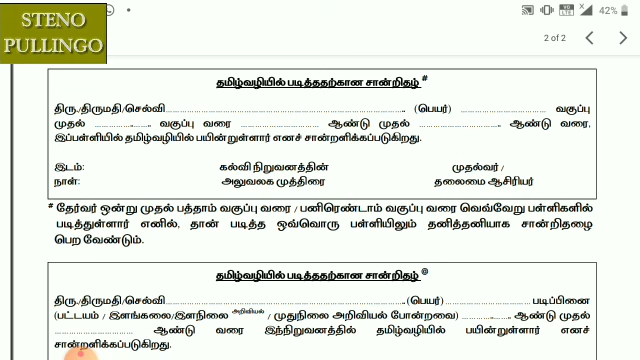 STENO
PULLINGO
42%
2 of 2
தமிழ்வழியில் படித்ததற்கான சான்றிதழ் #
திரு./திருமதி/செல்வி........................................................................ (பெயர்) .......................... வகுப்பு
முதல் .................. வகுப்பு வரை ........................ ஆண்டு முதல் ........................ ஆண்டு வரை,
இப்பள்ளியில் தமிழ்வழியில் பயின்றுள்ளார் எனச் சான்றளிக்கப்படுகிறது.
இடம்: கல்வி நிறுவனத்தின் முதல்வர் /
நாள்: அலுவலக முத்திரை தலைமை ஆசிரியர்
# தேர்வர் ஒன்று முதல் பத்தாம் வகுப்பு வரை / பனிரெண்டாம் வகுப்பு வரை வெவ்வேறு பள்ளிகளில்
படித்துள்ளார் எனில், தான் படித்த ஒவ்வொரு பள்ளியிலும் தனித்தனியாக சான்றிதழை
பெற வேண்டும்.
தமிழ்வழியில் படித்ததற்கான சான்றிதழ் @
திரு./திருமதி/செல்வி........................................................................ (பெயர்) .......................... படிப்பினை
(பட்டயம் / இளங்கலை/இளநிலை அறிவியல் / முதுநிலை அறிவியல் போன்றவை) .................. ஆண்டு முதல்
........................ ஆண்டு வரை இந்நிறுவனத்தில் தமிழ்வழியில் பயின்றுள்ளார் எனச்
சான்றளிக்கப்படுகிறது.